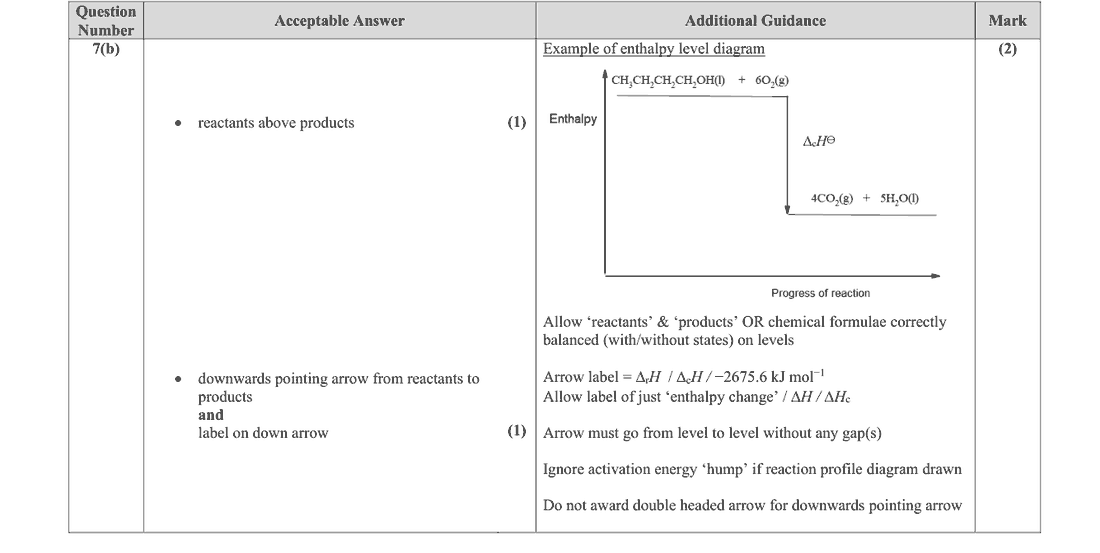 Question Number
Acceptable Answer
Additional Guidance
Mark
7(b)
• reactants above products (1)
Example of enthalpy level diagram
(2)
CH₃CH₂CH₂CH₂OH(l) + 6O₂(g)
Enthalpy
ΔcH⊖
4CO₂(g) + 5H₂O(l)
Progress of reaction
Allow ‘reactants’ & ‘products’ OR chemical formulae correctly
balanced (with/without states) on levels
• downwards pointing arrow from reactants to
products
and
label on down arrow (1)
Arrow label = ΔrH / ΔcH / −2675.6 kJ mol⁻¹
Allow label of just ‘enthalpy change’ / ΔH / ΔHc
Arrow must go from level to level without any gap(s)
Ignore activation energy ‘hump’ if reaction profile diagram drawn
Do not award double headed arrow for downwards pointing arrow